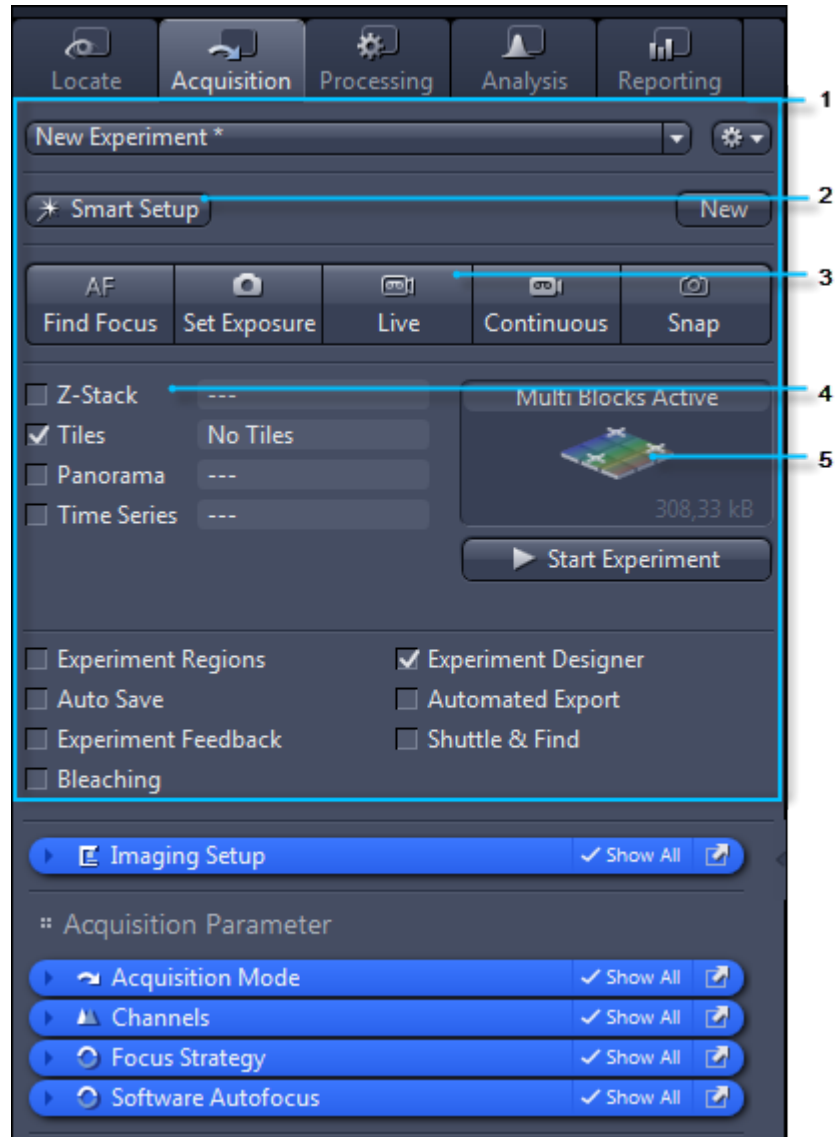 Locate Acquisition Processing Analysis Reporting
1
New Experiment *
Smart Setup New
2
AF
3
Find Focus Set Exposure Live Continuous Snap
Z-Stack --- Multi Blocks Active
4
Tiles No Tiles
5
Panorama ---
Time Series --- 308,33 kB
Start Experiment
Experiment Regions Experiment Designer
Auto Save Automated Export
Experiment Feedback Shuttle & Find
Bleaching
Imaging Setup Show All
Acquisition Parameter
Acquisition Mode Show All
Channels Show All
Focus Strategy Show All
Software Autofocus Show All